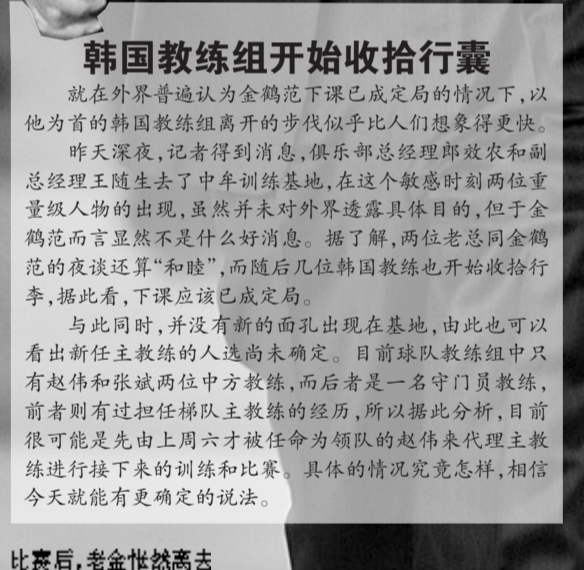 韩国教练组开始收拾行囊
就在外界普遍认为金鹤范下课已成定局的情况下,以
他为首的韩国教练组离开的步伐似乎比人们想象得更快。
昨天深夜,记者得到消息,俱乐部总经理郎效农和副
总经理王随生去了中牟训练基地,在这个敏感时刻两位重
量级人物的出现,虽然并未对外界透露具体目的,但于金
鹤范而言显然不是什么好消息。据了解,两位老总同金鹤
范的夜谈还算“和睦”,而随后几位韩国教练也开始收拾行
李,据此看,下课应该已成定局。
与此同时,并没有新的面孔出现在基地,由此也可以
看出新任主教练的人选尚未确定。目前球队教练组中只
有赵伟和张斌两位中方教练,而后者是一名守门员教练,
前者则有过担任梯队主教练的经历,所以据此分析,目前
很可能是先由上周六才被任命为领队的赵伟来代理主教
练进行接下来的训练和比赛。具体的情况究竟怎样,相信
今天就能有更确定的说法。
比赛后,老金怅然离去